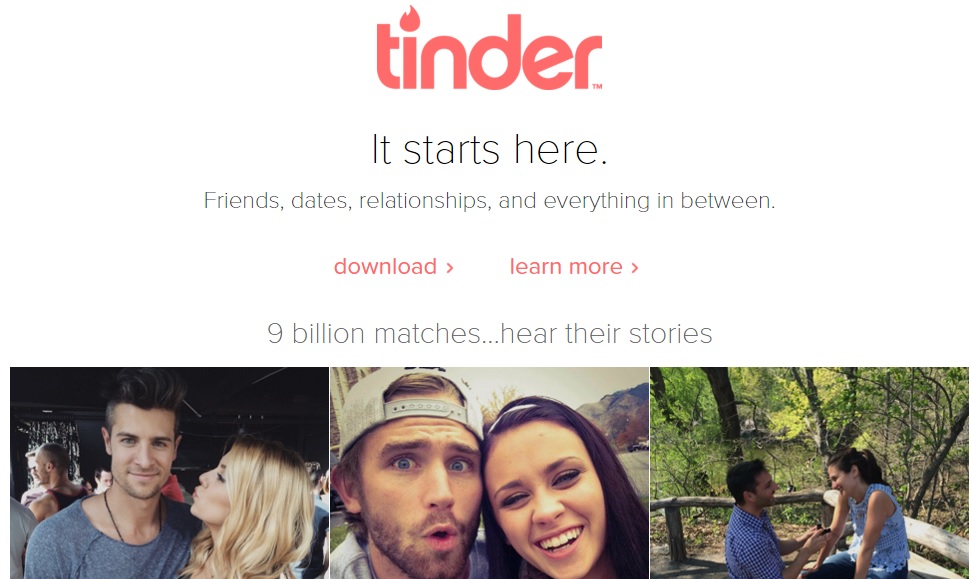 tinder™
It starts here.
Friends, dates, relationships, and everything in between.
download ›
learn more ›
9 billion matches...hear their stories